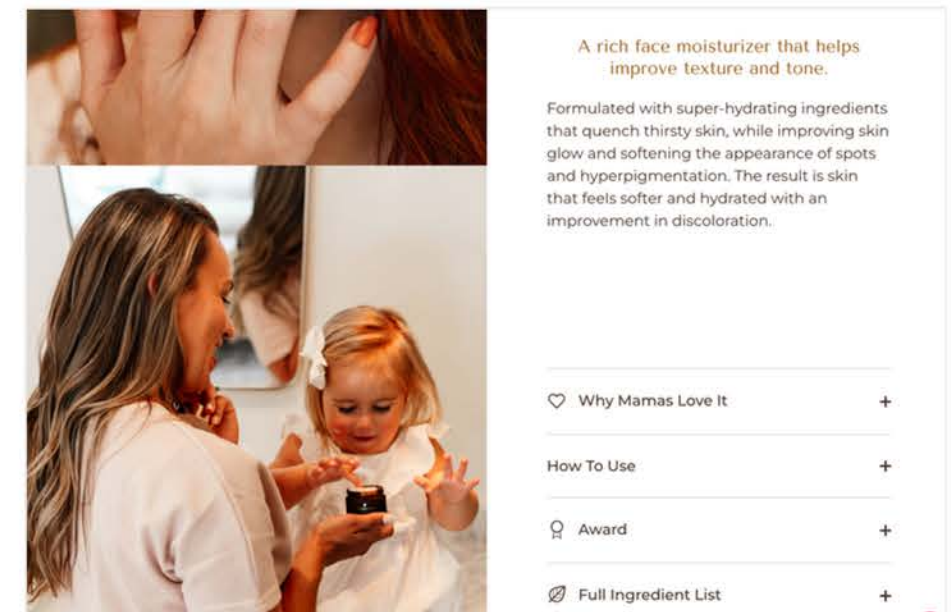 A rich face moisturizer that helps
improve texture and tone.
Formulated with super-hydrating ingredients
that quench thirsty skin, while improving skin
glow and softening the appearance of spots
and hyperpigmentation. The result is skin
that feels softer and hydrated with an
improvement in discoloration.
Why Mamas Love It +
How To Use +
Award +
Full Ingredient List +